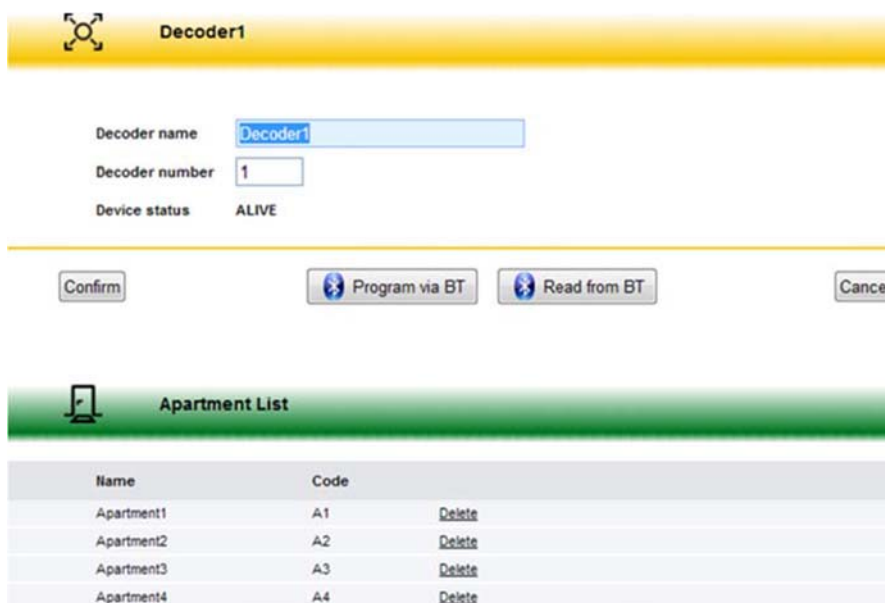 Decoder1
Decoder name Decoder1
Decoder number 1
Device status ALIVE
Confirm Program via BT Read from BT Cance
Apartment List
Name Code
Apartment1 A1 Delete
Apartment2 A2 Delete
Apartment3 A3 Delete
Apartment4 A4 Delete